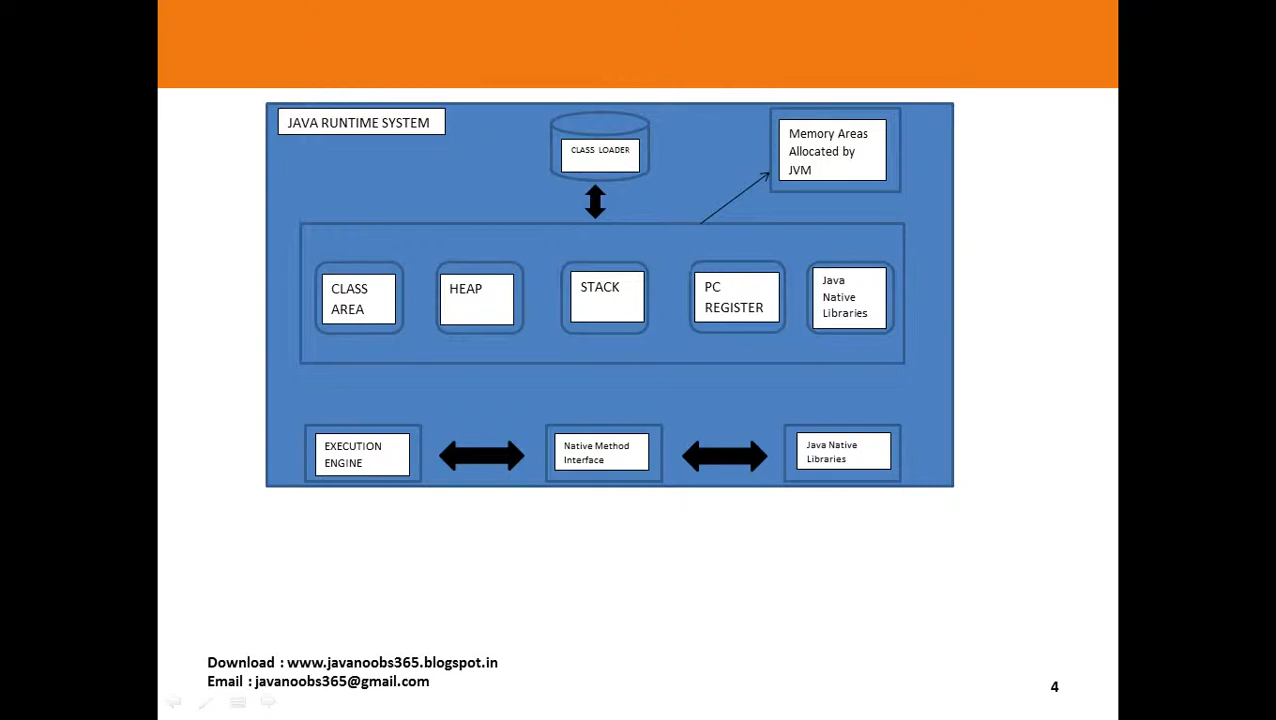 JAVA RUNTIME SYSTEM
CLASS LOADER
Memory Areas
Allocated by
JVM
CLASS
AREA
HEAP
STACK
PC
REGISTER
Java
Native
Libraries
EXECUTION
ENGINE
Native Method
Interface
Java Native
Libraries
Download : www.javanoobs365.blogspot.in
Email : javanoobs365@gmail.com
4